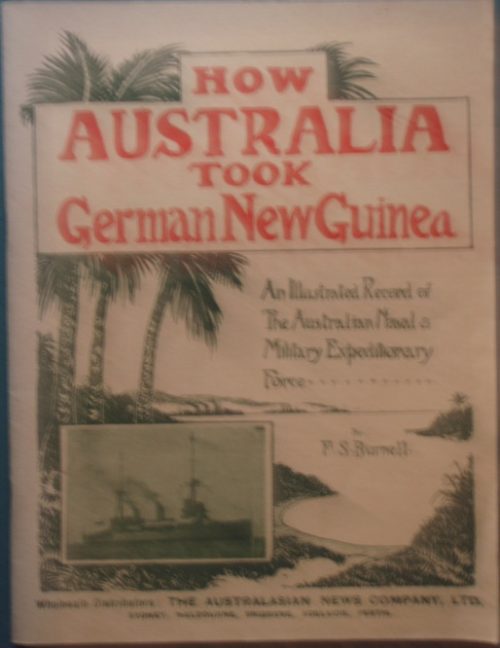 HOW
AUSTRALIA
TOOK
German New Guinea
An Illustrated Record of
The Australian Naval &
Military Expeditionary
Force
by
F. S. Burnell.
Wholesale Distributors: THE AUSTRALASIAN NEWS COMPANY, LTD.
SYDNEY, MELBOURNE, BRISBANE, ADELAIDE, PERTH.